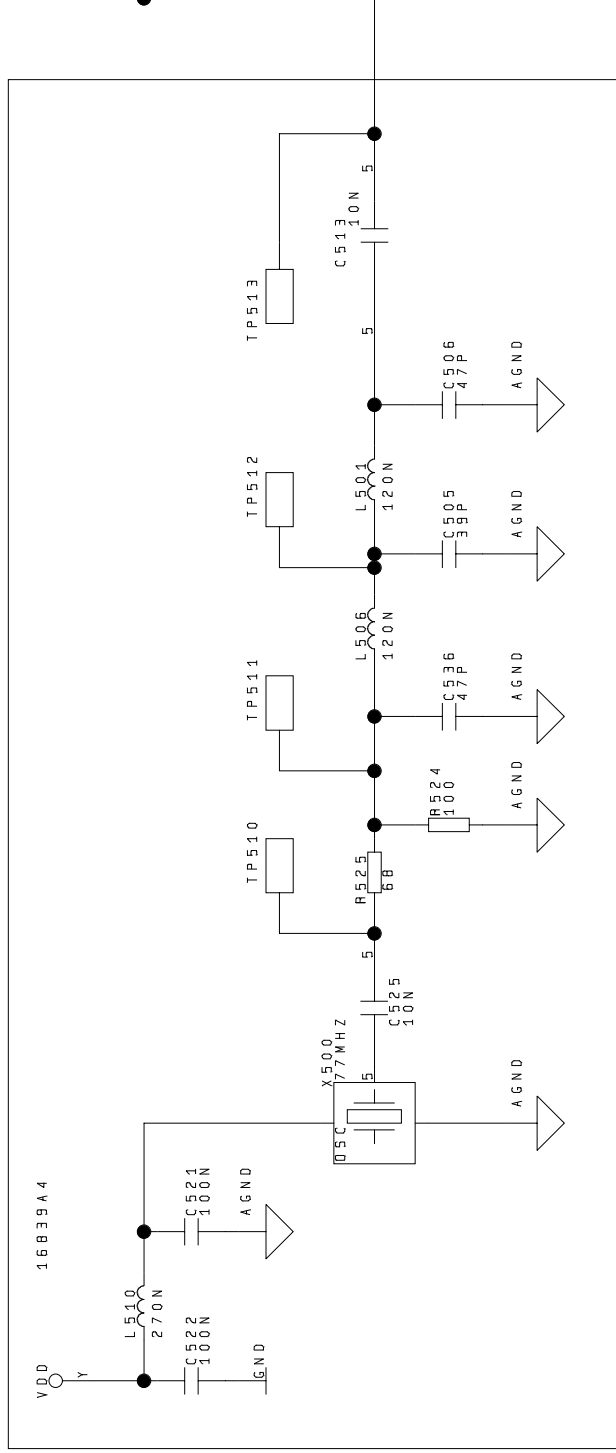 16B39A4
VDD
Y
L510
270N
C522
100N
GND
C521
100N
AGND
OSC
X500
77MHZ
5
AGND
C525
10N
5
TP510
R525
68
R524
100
AGND
TP511
C536
47P
AGND
L506
120N
TP512
C505
39P
AGND
L501
120N
C506
47P
AGND
TP513
5
C513
10N
5